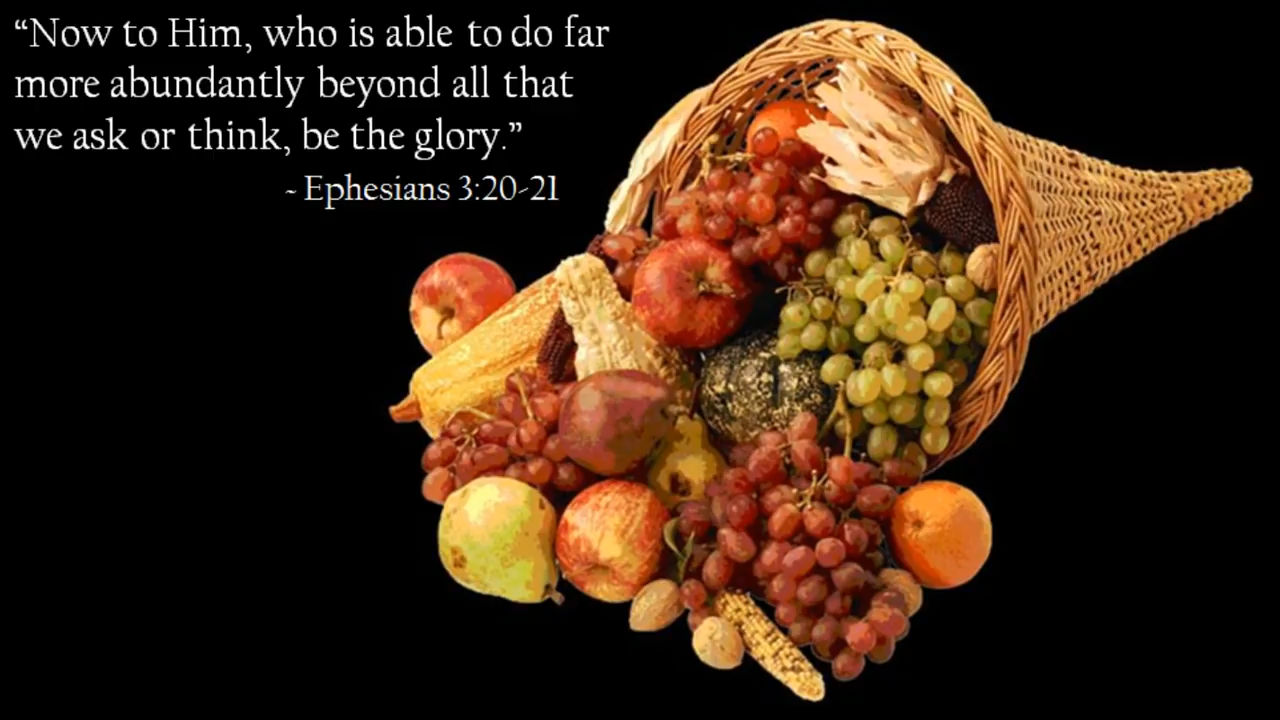 “Now to Him, who is able to do far
more abundantly beyond all that
we ask or think, be the glory.”
~ Ephesians 3:20-21